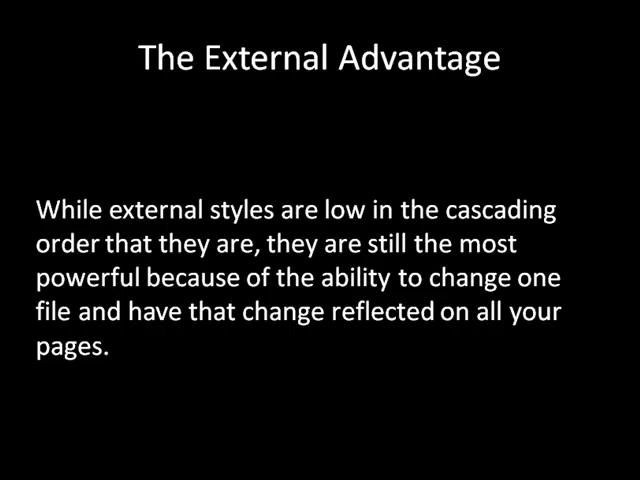 The External Advantage
While external styles are low in the cascading
order that they are, they are still the most
powerful because of the ability to change one
file and have that change reflected on all your
pages.